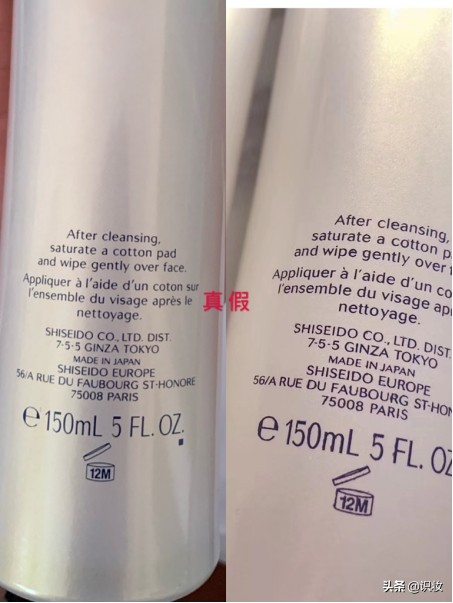 After cleansing,
saturate a cotton pad
and wipe gently over face.
Appliquer à l'aide d'un coton sur
l'ensemble du visage après le
nettoyage.
SHISEIDO CO., LTD. DIST.
7-5-5 GINZA TOKYO
MADE IN JAPAN
SHISEIDO EUROPE
56/A RUE DU FAUBOURG ST-HONORE
75008 PARIS
℮ 150mL 5 FL. OZ.
12M
真 假
After cleansing,
saturate a cotton p
and wipe gently over f
Appliquer à l'aide d'un co
l'ensemble du visage apr
nettoyage.
SHISEIDO CO., LTD. DIST.
7-5-5 GINZA TOKYO
MADE IN JAPAN
SHISEIDO EUROPE
56/A RUE DU FAUBOURG ST-HON
75008 PARIS
℮ 150mL 5 FL. OZ
12M
头条 @识妆